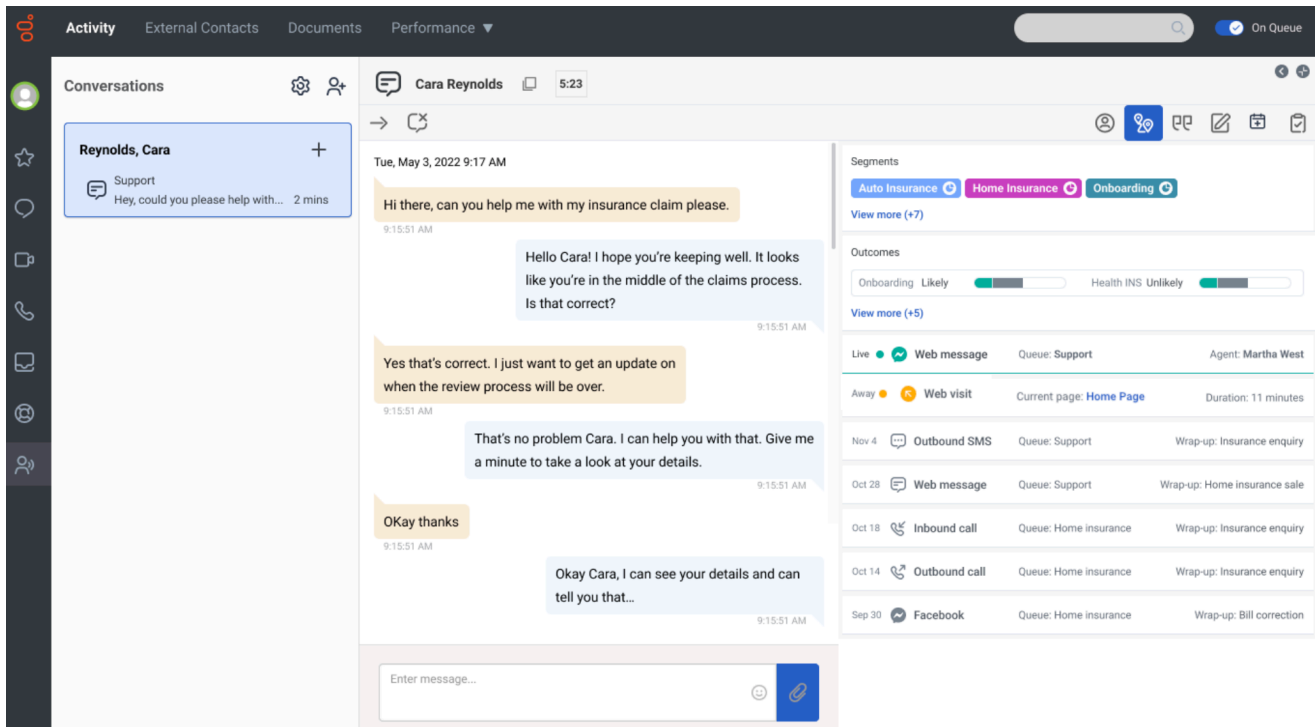 Activity External Contacts Documents Performance ▼ On Queue
Conversations
Reynolds, Cara
Support
Hey, could you please help with... 2 mins
Cara Reynolds 5:23
Tue, May 3, 2022 9:17 AM
Hi there, can you help me with my insurance claim please.
9:15:51 AM
Hello Cara! I hope you're keeping well. It looks
like you're in the middle of the claims process.
Is that correct?
9:15:51 AM
Yes that's correct. I just want to get an update on
when the review process will be over.
9:15:51 AM
That's no problem Cara. I can help you with that. Give me
a minute to take a look at your details.
9:15:51 AM
OKay thanks
9:15:51 AM
Okay Cara, I can see your details and can
tell you that...
9:15:51 AM
Enter message...
Segments
Auto Insurance Home Insurance Onboarding
View more (+7)
Outcomes
Onboarding Likely Health INS Unlikely
View more (+5)
Live Web message Queue: Support Agent: Martha West
Away Web visit Current page: Home Page Duration: 11 minutes
Nov 4 Outbound SMS Queue: Support Wrap-up: Insurance enquiry
Oct 28 Web message Queue: Support Wrap-up: Home insurance sale
Oct 18 Inbound call Queue: Home insurance Wrap-up: Insurance enquiry
Oct 14 Outbound call Queue: Home insurance Wrap-up: Insurance enquiry
Sep 30 Facebook Queue: Home insurance Wrap-up: Bill correction